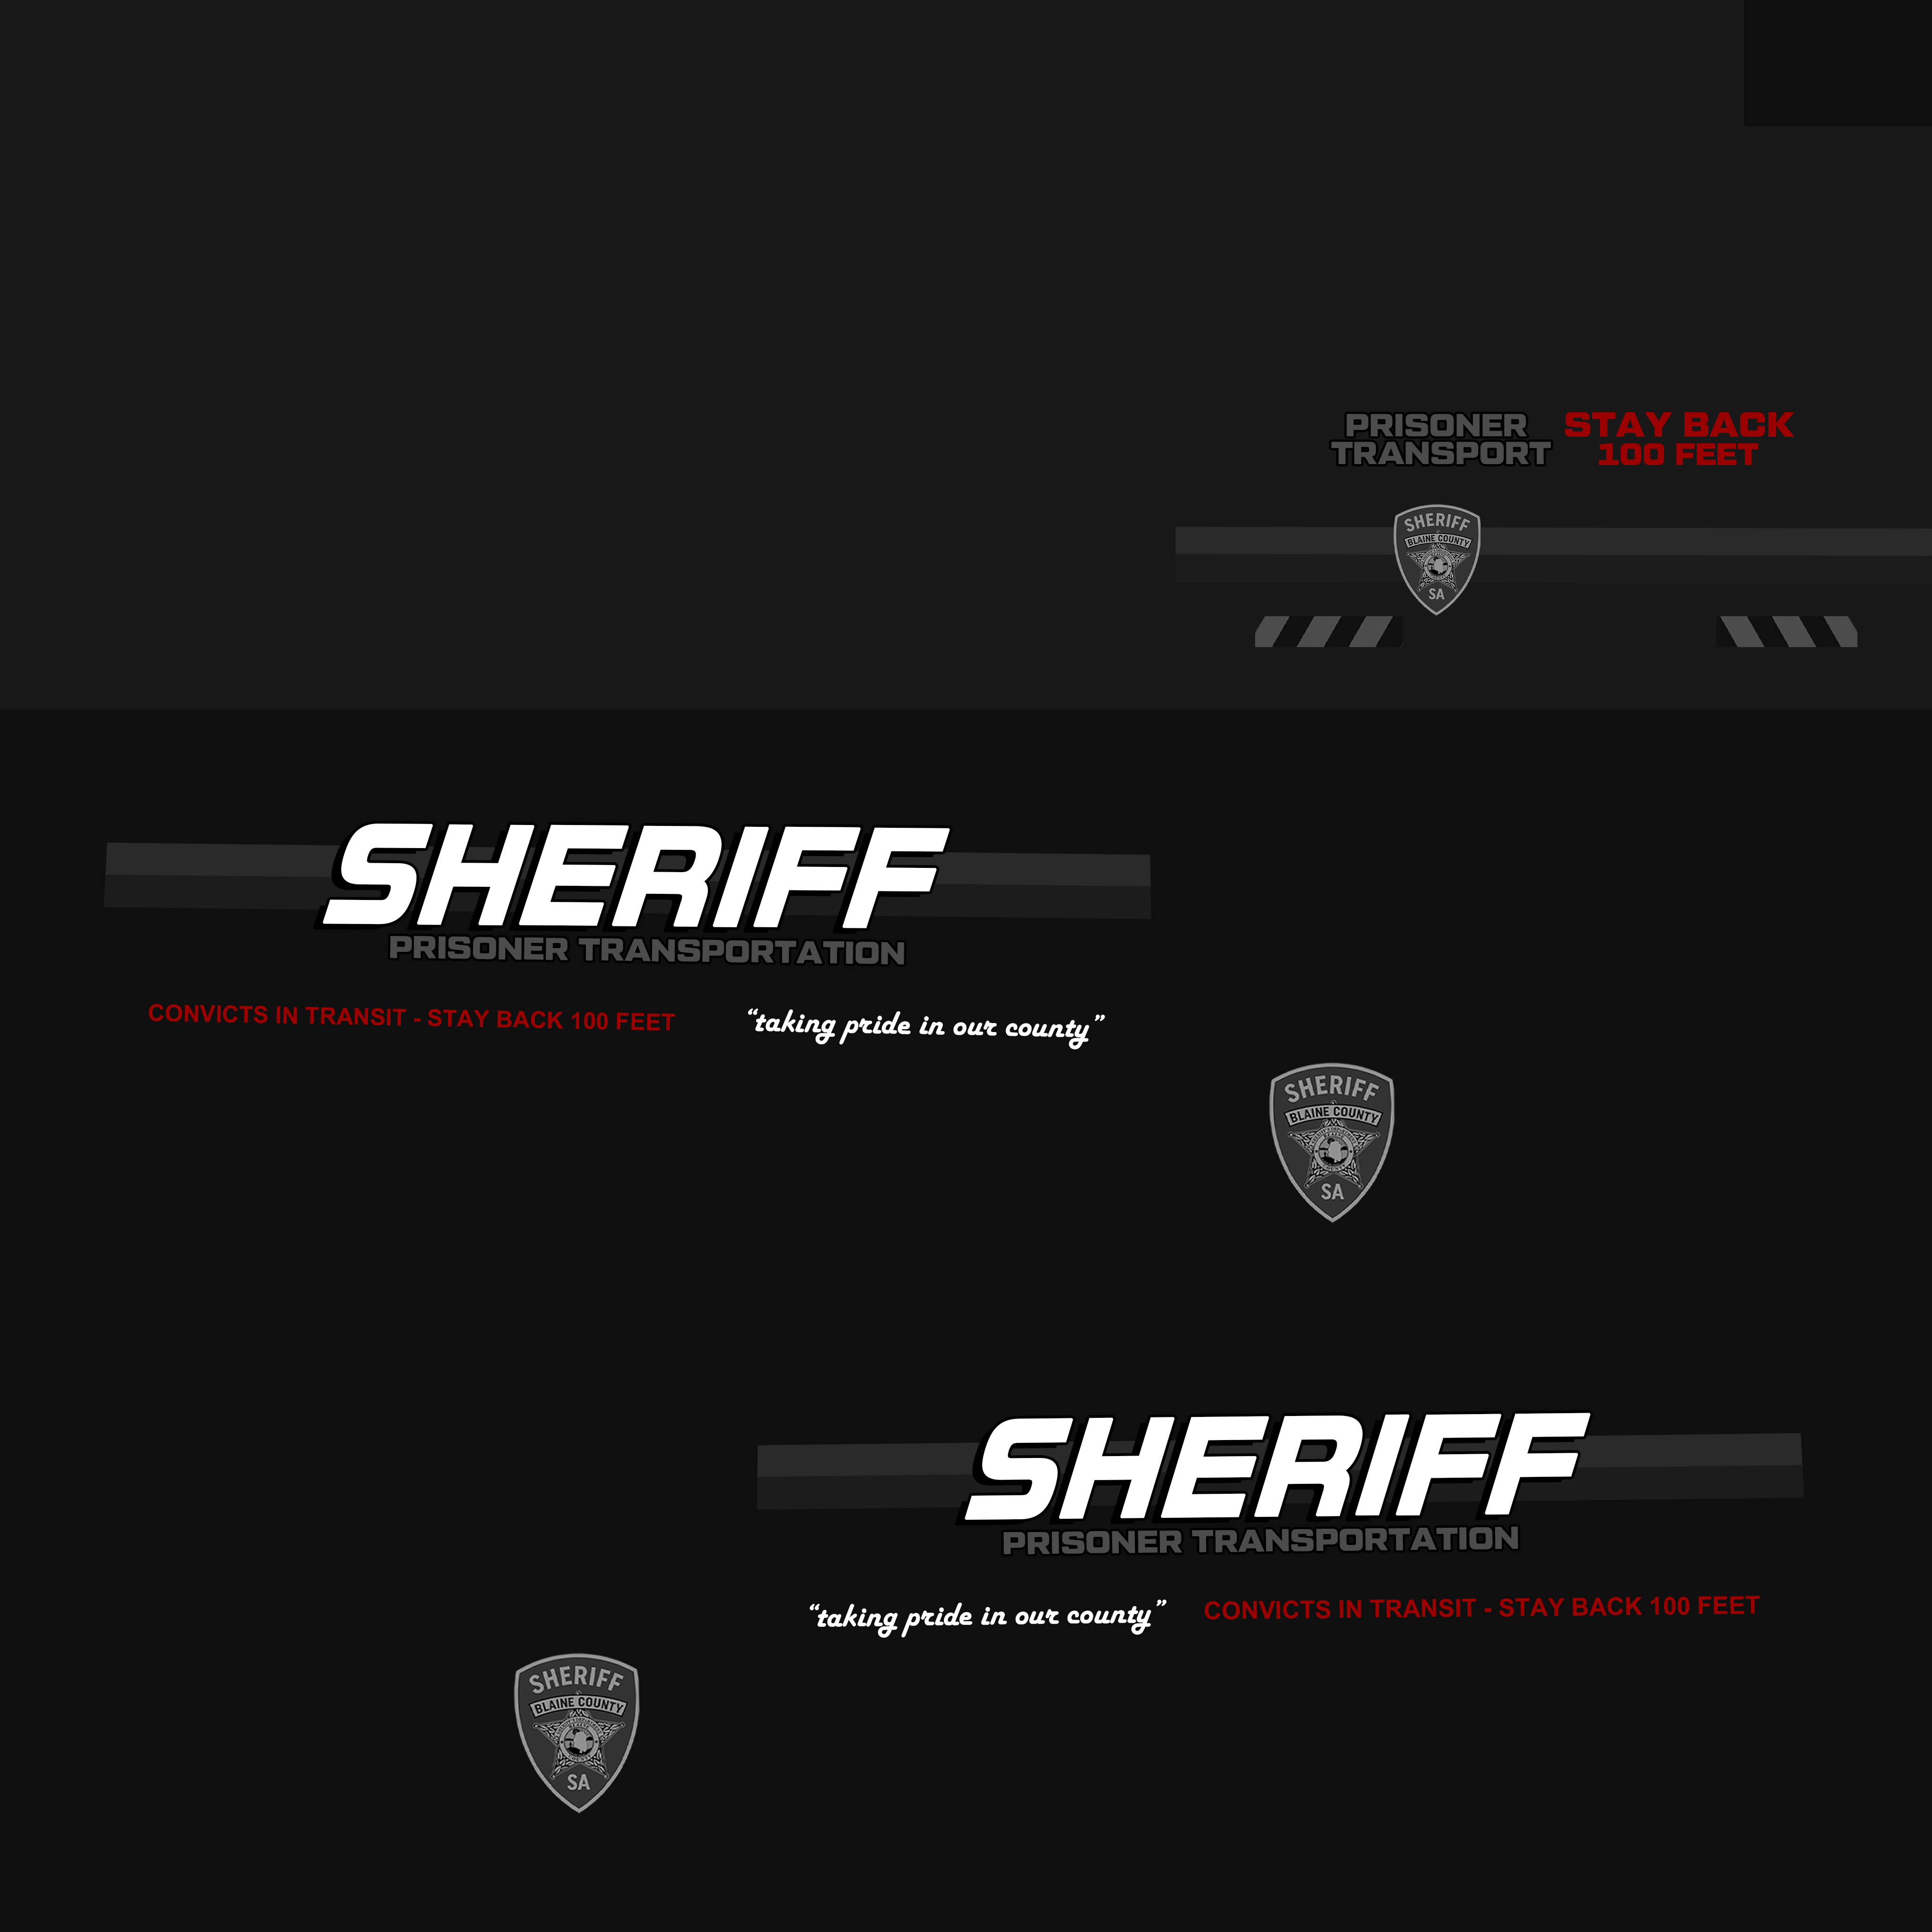 PRISONER
TRANSPORT
STAY BACK
100 FEET
SHERIFF
BLAINE COUNTY
SA
SHERIFF
PRISONER TRANSPORTATION
CONVICTS IN TRANSIT - STAY BACK 100 FEET
“taking pride in our county”
SHERIFF
BLAINE COUNTY
SA
SHERIFF
PRISONER TRANSPORTATION
“taking pride in our county”
CONVICTS IN TRANSIT - STAY BACK 100 FEET
SHERIFF
BLAINE COUNTY
SA